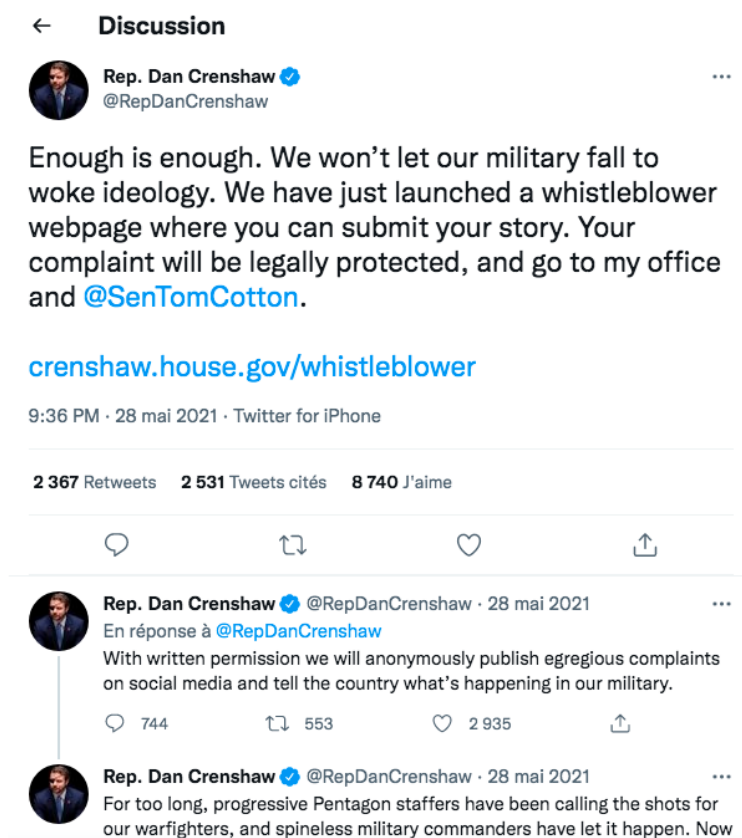 Discussion
Rep. Dan Crenshaw
@RepDanCrenshaw
Enough is enough. We won’t let our military fall to
woke ideology. We have just launched a whistleblower
webpage where you can submit your story. Your
complaint will be legally protected, and go to my office
and @SenTomCotton.
crenshaw.house.gov/whistleblower
9:36 PM · 28 mai 2021 · Twitter for iPhone
2 367 Retweets 2 531 Tweets cités 8 740 J'aime
Rep. Dan Crenshaw @RepDanCrenshaw · 28 mai 2021
En réponse à @RepDanCrenshaw
With written permission we will anonymously publish egregious complaints
on social media and tell the country what’s happening in our military.
744 553 2 935
Rep. Dan Crenshaw @RepDanCrenshaw · 28 mai 2021
For too long, progressive Pentagon staffers have been calling the shots for
our warfighters, and spineless military commanders have let it happen. Now